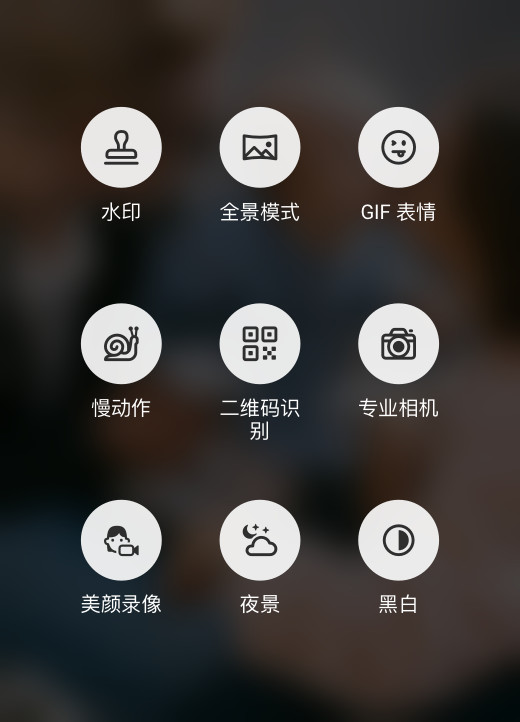 水印
全景模式
GIF 表情
慢动作
二维码识
别
专业相机
美颜录像
夜景
黑白